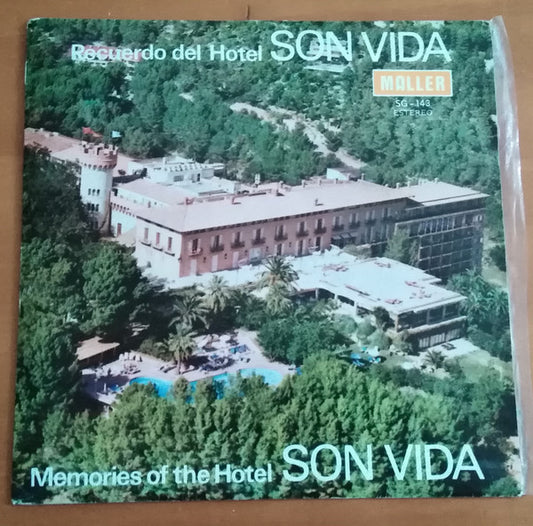 Recuerdo del Hotel SON VIDA
MALLER
SG-143
ESTEREO
Memories of the Hotel SON VIDA